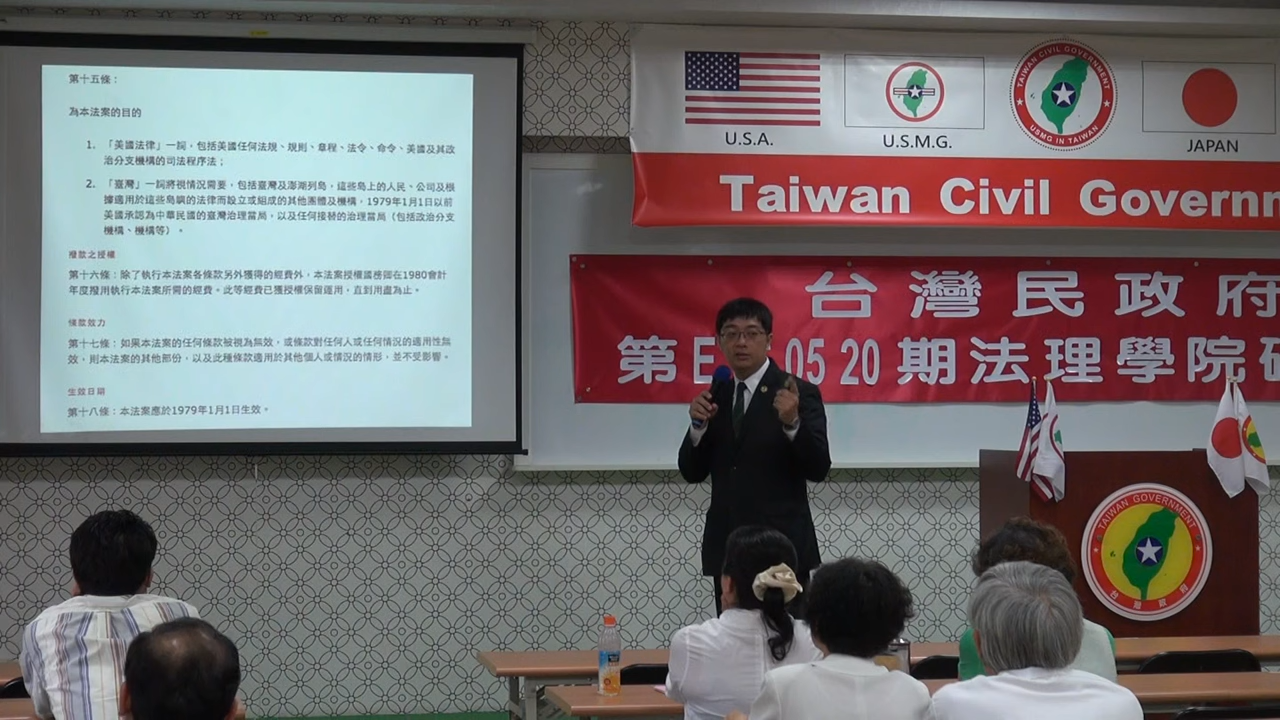 第十五條：
為本法案的目的
1. 「美國法律」一詞，包括美國任何法規、規則、章程、法令、命令、美國及其政
治分支機構的司法程序法；
2. 「臺灣」一詞將視情況需要，包括臺灣及澎湖列島，這些島上的人民、公司及根
據適用於這些島嶼的法律而設立或組成的其他團體及機構，1979年1月1日以前
美國承認為中華民國的臺灣治理當局，以及任何接替的治理當局（包括政治分支
機構、機構等）。
撥款之授權
第十六條：除了執行本法案各條款另外獲得的經費外，本法案授權國務卿在1980會計
年度撥用執行本法案所需的經費。此等經費已獲授權保留運用，直到用盡為止。
條款效力
第十七條：如果本法案的任何條款被視為無效，或條款對任何人或任何情況的適用性無
效，則本法案的其他部份，以及此種條款適用於其他個人或情況的情形，並不受影響。
生效日期
第十八條：本法案應於1979年1月1日生效。
U.S.A.
U.S.M.G.
TAIWAN CIVIL GOVERNMENT
USMG IN TAIWAN
JAPAN
Taiwan Civil Governm
台灣民政府
第E 05 20 期法理學院研
TAIWAN GOVERNMENT
台灣政府